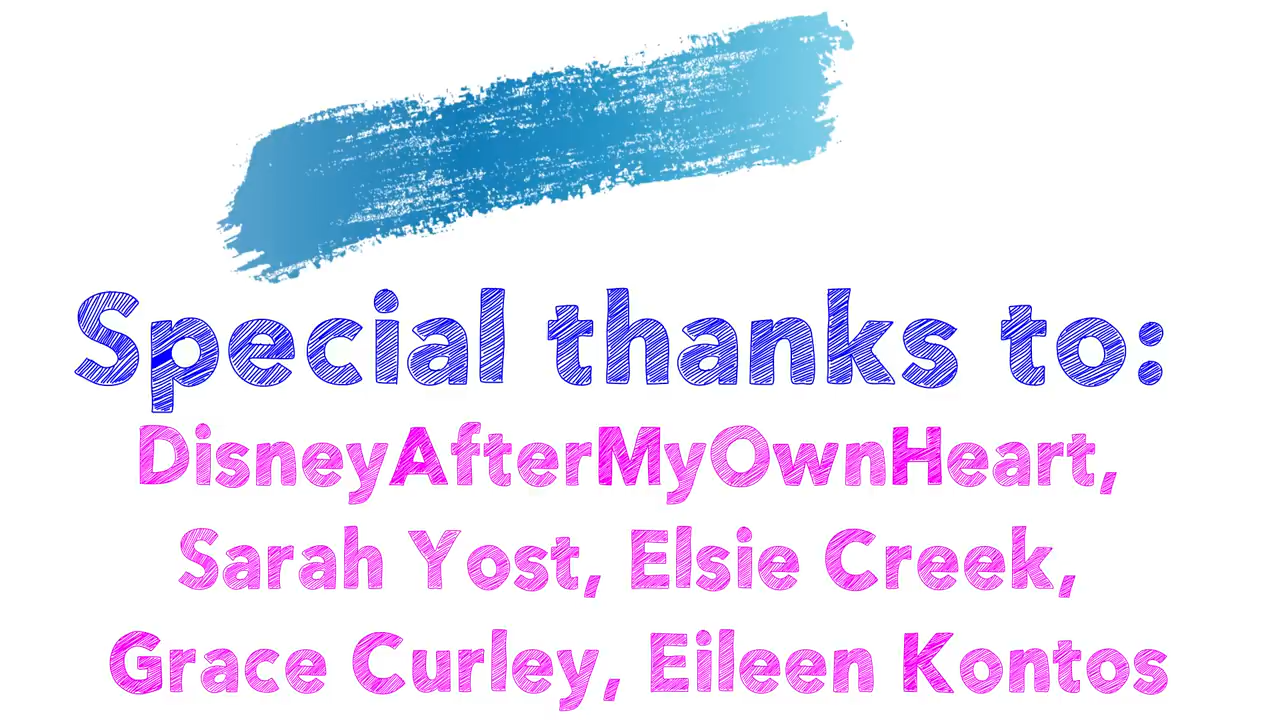 Special thanks to:
DisneyAfterMyOwnHeart,
Sarah Yost, Elsie Creek,
Grace Curley, Eileen Kontos